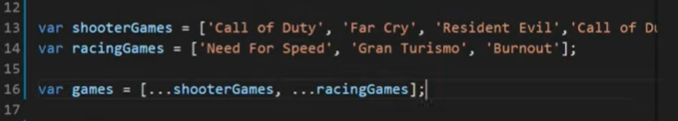 12
13 var shooterGames = ['Call of Duty', 'Far Cry', 'Resident Evil','Call of Du
14 var racingGames = ['Need For Speed', 'Gran Turismo', 'Burnout'];
15
16 var games = [...shooterGames, ...racingGames];
17